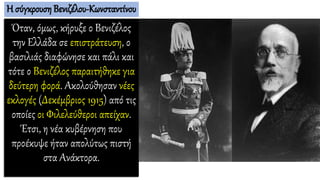 Η σύγκρουση Βενιζέλου-Κωνσταντίνου
Όταν, όμως, κήρυξε ο Βενιζέλος
την Ελλάδα σε επιστράτευση, ο
βασιλιάς διαφώνησε και πάλι και
τότε ο Βενιζέλος παραιτήθηκε για
δεύτερη φορά. Ακολούθησαν νέες
εκλογές (Δεκέμβριος 1915) από τις
οποίες οι Φιλελεύθεροι απείχαν.
Έτσι, η νέα κυβέρνηση που
προέκυψε ήταν απολύτως πιστή
στα Ανάκτορα.